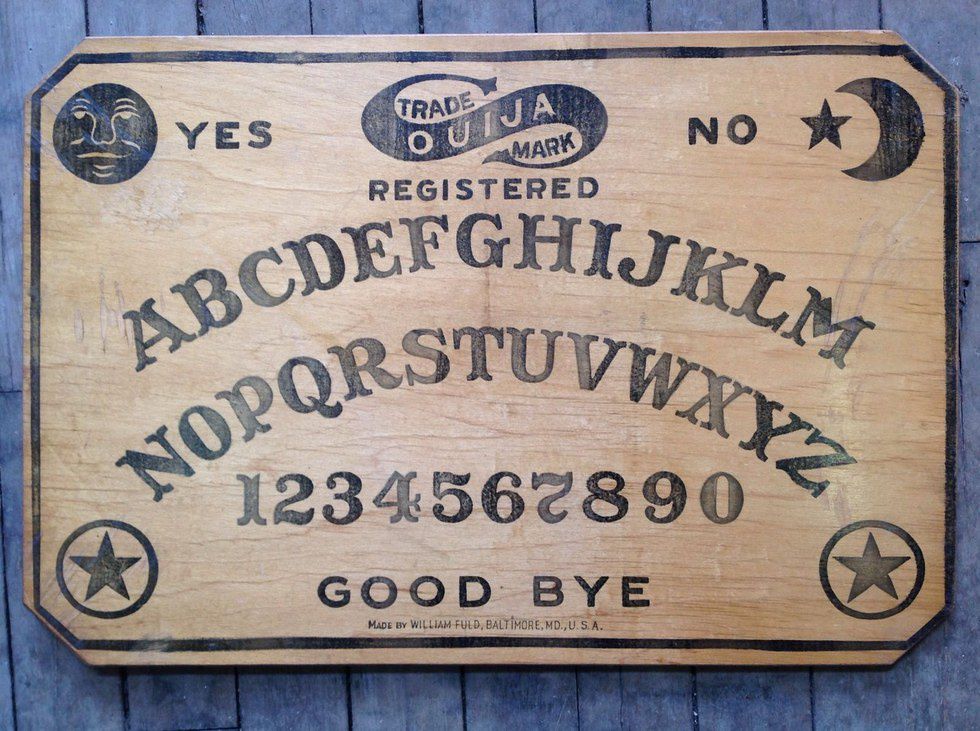 YES
TRADE
OUIJA
MARK
REGISTERED
NO
ABCDEFGHIJKLM
NOPQRSTUVWXYZ
1234567890
GOOD BYE
MADE BY WILLIAM FULD, BALTIMORE, MD., U.S.A.